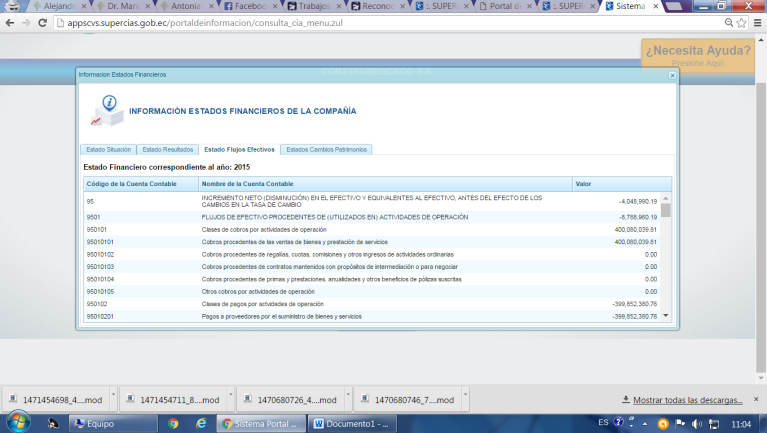 Alejandr
Dr. Man
Antonia
Facebook
Trabajos
Reconoc
:. SUPER
Portal de
:. SUPER
Sistema
appscvs.supercias.gob.ec/portaldeinformacion/consulta_cia_menu.zul
¿Necesita Ayuda?
Presione Aquí
Informacion Estados Financieros
INFORMACIÓN ESTADOS FINANCIEROS DE LA COMPAÑÍA
Estado Situación Estado Resultados Estado Flujos Efectivos Estados Cambios Patrimonios
Estado Financiero correspondiente al año: 2015
Código de la Cuenta Contable Nombre de la Cuenta Contable Valor
95 INCREMENTO NETO (DISMINUCIÓN) EN EL EFECTIVO Y EQUIVALENTES AL EFECTIVO, ANTES DEL EFECTO DE LOS CAMBIOS EN LA TASA DE CAMBIO -4,048,990.19
9501 FLUJOS DE EFECTIVO PROCEDENTES DE (UTILIZADOS EN) ACTIVIDADES DE OPERACIÓN -8,788,960.19
950101 Clases de cobros por actividades de operación 400,080,039.81
95010101 Cobros procedentes de las ventas de bienes y prestación de servicios 400,080,039.81
95010102 Cobros procedentes de regalías, cuotas, comisiones y otros ingresos de actividades ordinarias 0.00
95010103 Cobros procedentes de contratos mantenidos con propósitos de intermediación o para negociar 0.00
95010104 Cobros procedentes de primas y prestaciones, anualidades y otros beneficios de pólizas suscritas 0.00
95010105 Otros cobros por actividades de operación 0.00
950102 Clases de pagos por actvidades de operación -399,852,380.76
95010201 Pagos a proveedores por el suministro de bienes y servicios -399,852,380.76
1471454698_4....mod
1471454711_8....mod
1470680726_4....mod
1470680746_7....mod
Mostrar todas las descargas...
Equipo
Sistema Portal ...
Documento1 - ...
ES
11:04